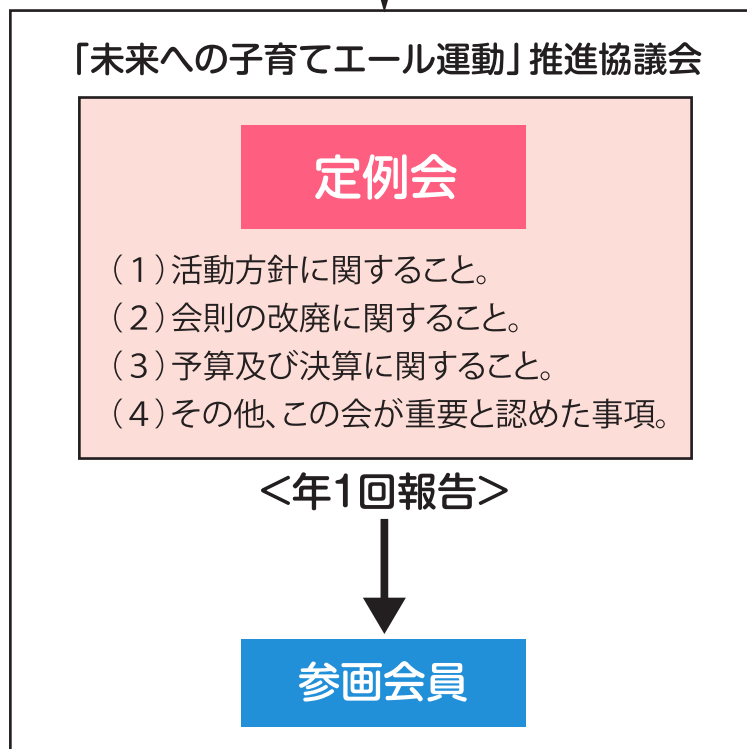 「未来への子育てエール運動」推進協議会
定例会
（１）活動方針に関すること。
（２）会則の改廃に関すること。
（３）予算及び決算に関すること。
（４）その他、この会が重要と認めた事項。
＜年1回報告＞
参画会員